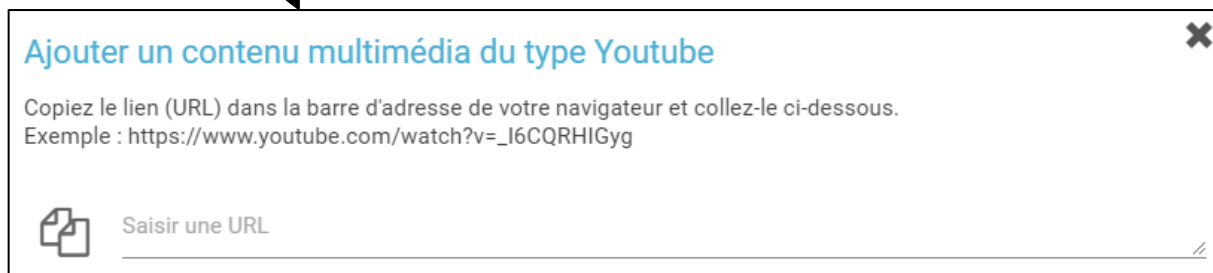 Ajouter un contenu multimédia du type Youtube
Copiez le lien (URL) dans la barre d'adresse de votre navigateur et collez-le ci-dessous.
Exemple : https://www.youtube.com/watch?v=_I6CQRHIGyg
Saisir une URL